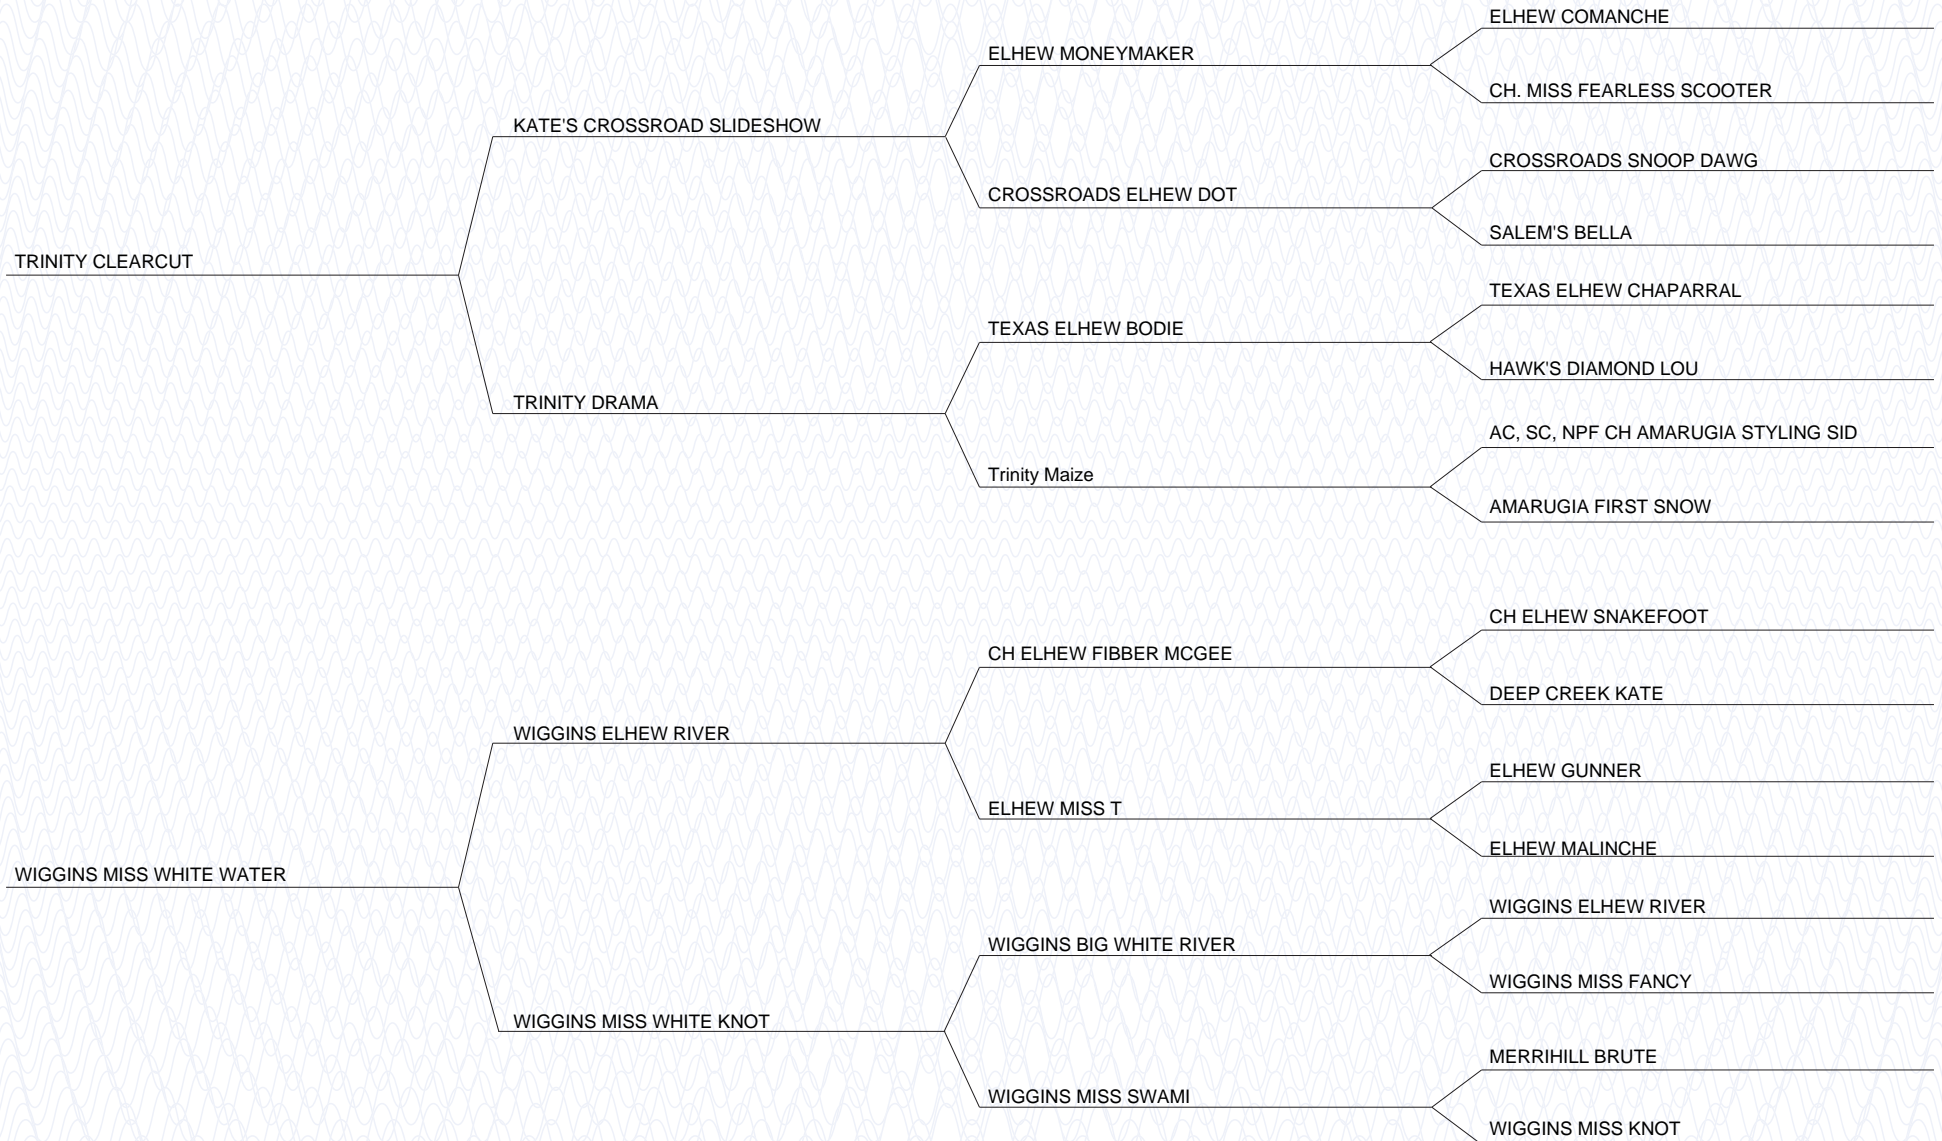 ELHEW COMANCHE
ELHEW MONEYMAKER
CH. MISS FEARLESS SCOOTER
KATE'S CROSSROAD SLIDESHOW
CROSSROADS SNOOP DAWG
CROSSROADS ELHEW DOT
SALEM'S BELLA
TRINITY CLEARCUT
TEXAS ELHEW CHAPARRAL
TEXAS ELHEW BODIE
HAWK'S DIAMOND LOU
TRINITY DRAMA
AC, SC, NPF CH AMARUGIA STYLING SID
Trinity Maize
AMARUGIA FIRST SNOW
CH ELHEW SNAKEFOOT
CH ELHEW FIBBER MCGEE
DEEP CREEK KATE
WIGGINS ELHEW RIVER
ELHEW GUNNER
ELHEW MISS T
ELHEW MALINCHE
WIGGINS MISS WHITE WATER
WIGGINS ELHEW RIVER
WIGGINS BIG WHITE RIVER
WIGGINS MISS FANCY
WIGGINS MISS WHITE KNOT
MERRIHILL BRUTE
WIGGINS MISS SWAMI
WIGGINS MISS KNOT